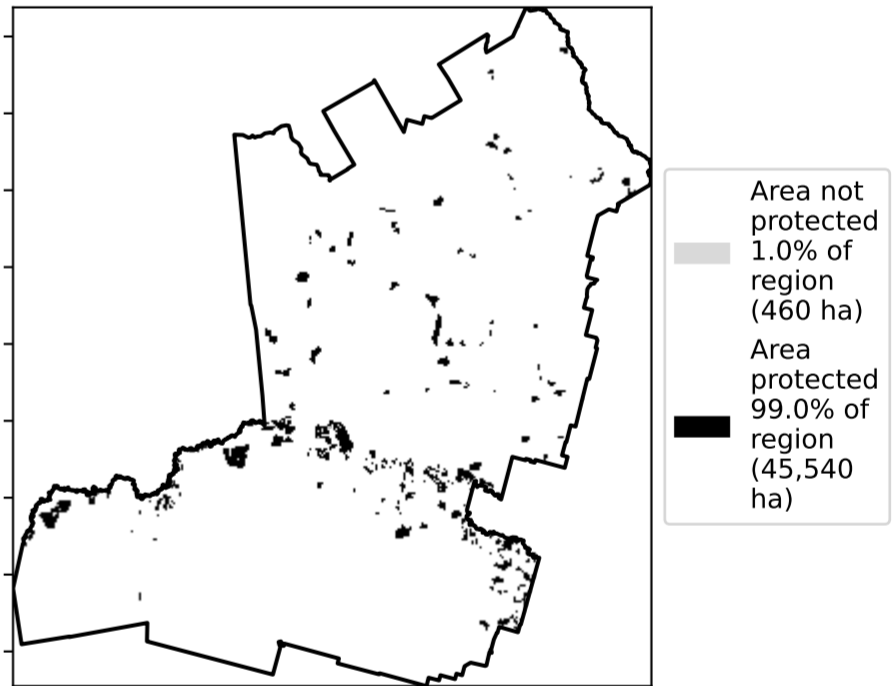 Area not
protected
1.0% of
region
(460 ha)
Area
protected
99.0% of
region
(45,540
ha)